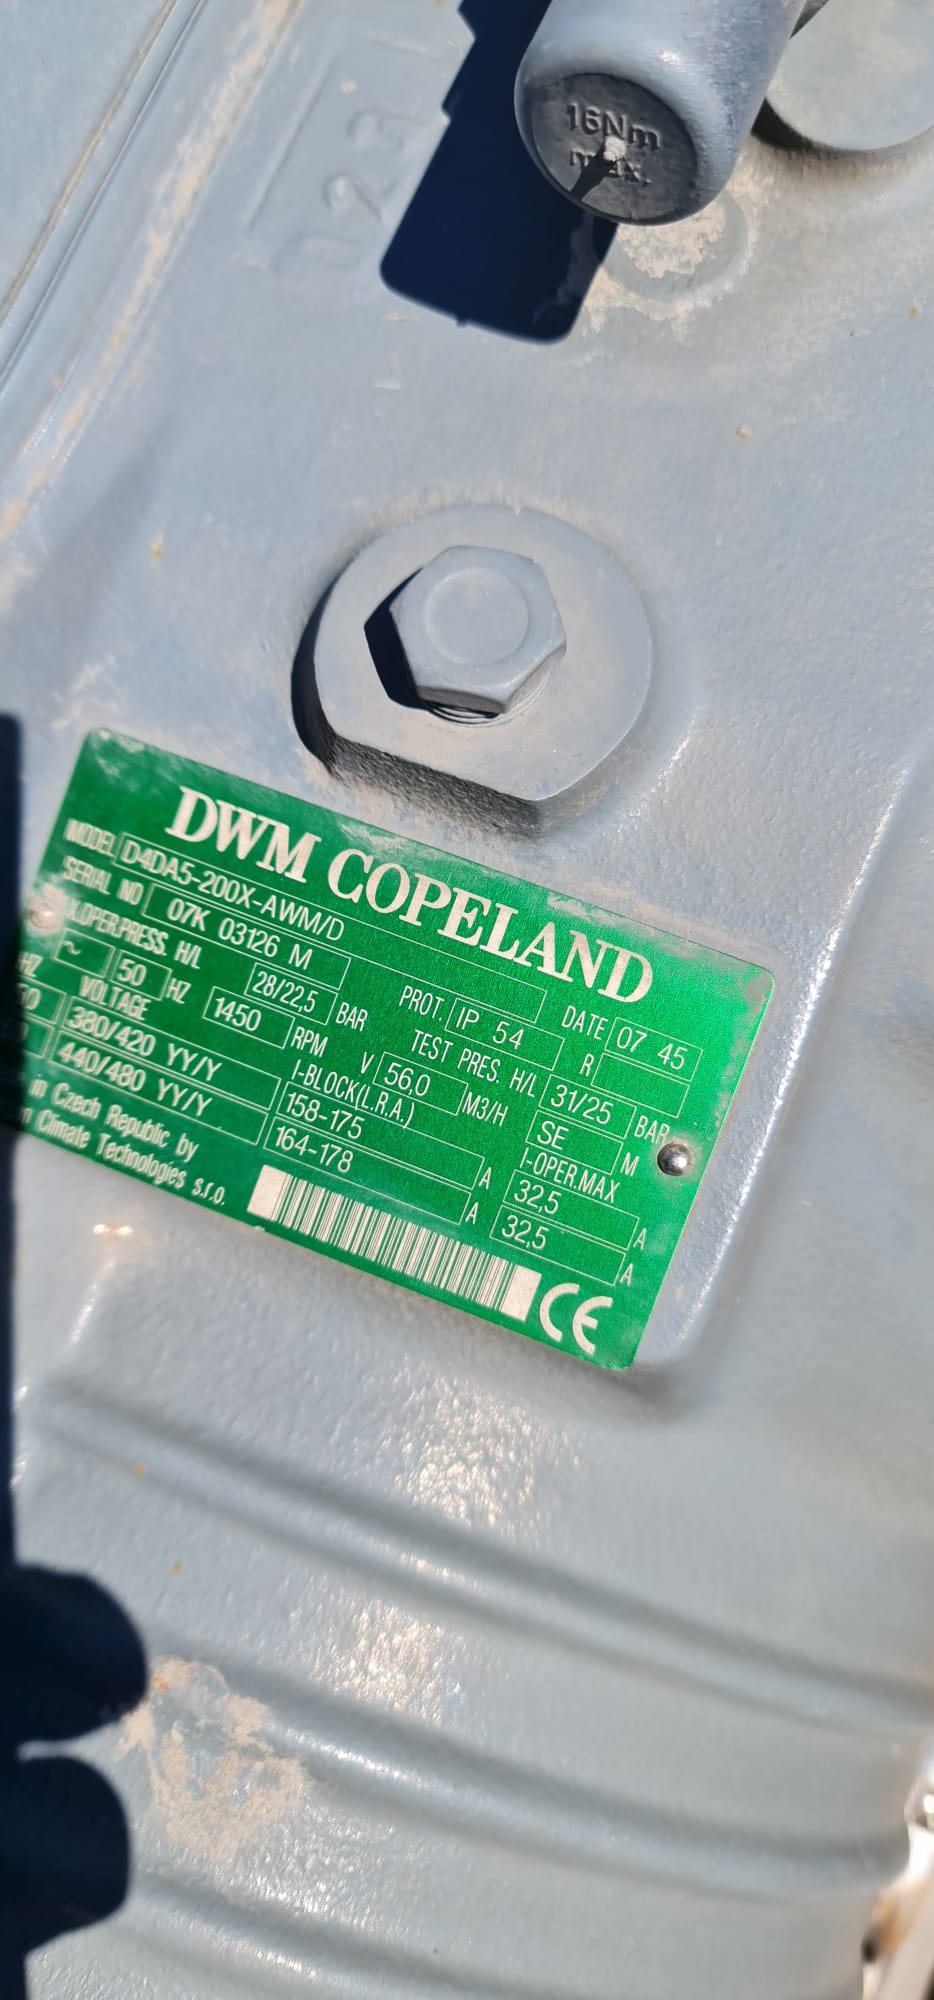 16Nm
max.
029
DWM COPELAND
MODEL D4DA5-200X-AWM/D
SERIAL NO 07K 03126 M PROT. IP 54 DATE 07 45
OPER.PRESS. H/L 28/22,5 BAR TEST PRES. H/L 31/25 BAR R
~ 50 HZ 1450 RPM V 56,0 M3/H SE M
HZ VOLTAGE I-BLOCK(L.R.A.) I-OPER.MAX
380/420 YY/Y 158-175 A 32,5 A
440/480 YY/Y 164-178 A 32,5 A
in Czech Republic by
Climate Technologies s.r.o.
CE